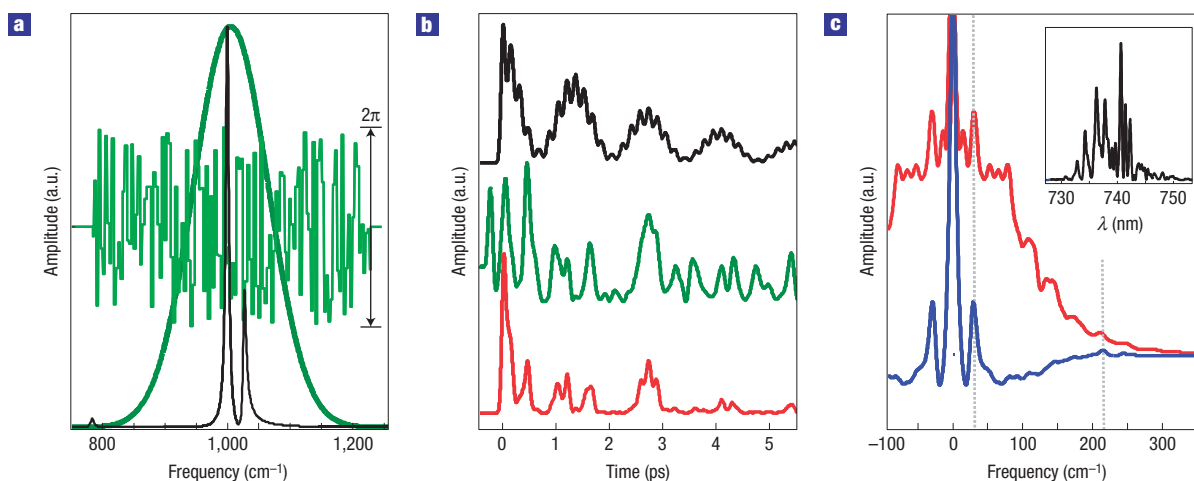 a
2π
Amplitude (a.u.)
800
1,000
1,200
Frequency (cm⁻¹)
b
Amplitude (a.u.)
0
1
2
3
4
5
Time (ps)
c
Amplitude (a.u.)
730
740
750
λ (nm)
–100
0
100
200
300
Frequency (cm⁻¹)